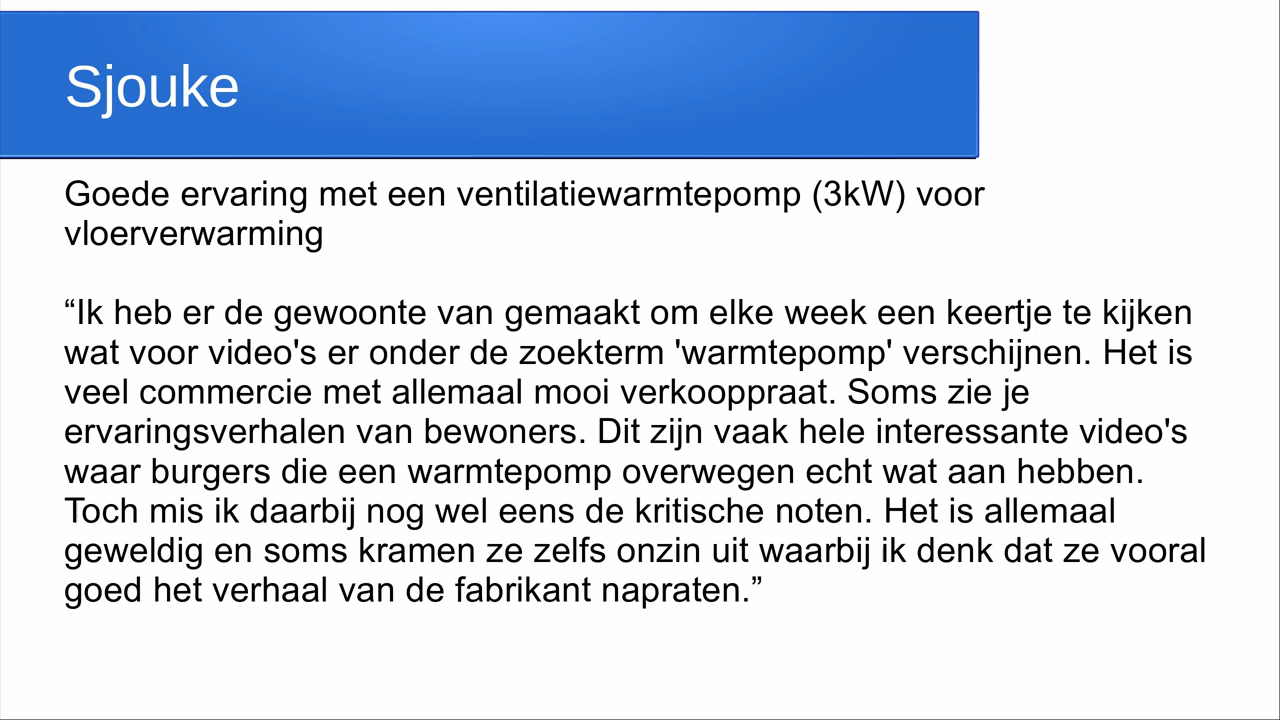 Sjouke
Goede ervaring met een ventilatiewarmtepomp (3kW) voor
vloerverwarming
“Ik heb er de gewoonte van gemaakt om elke week een keertje te kijken
wat voor video's er onder de zoekterm 'warmtepomp' verschijnen. Het is
veel commercie met allemaal mooi verkooppraat. Soms zie je
ervaringsverhalen van bewoners. Dit zijn vaak hele interessante video's
waar burgers die een warmtepomp overwegen echt wat aan hebben.
Toch mis ik daarbij nog wel eens de kritische noten. Het is allemaal
geweldig en soms kramen ze zelfs onzin uit waarbij ik denk dat ze vooral
goed het verhaal van de fabrikant napraten.”